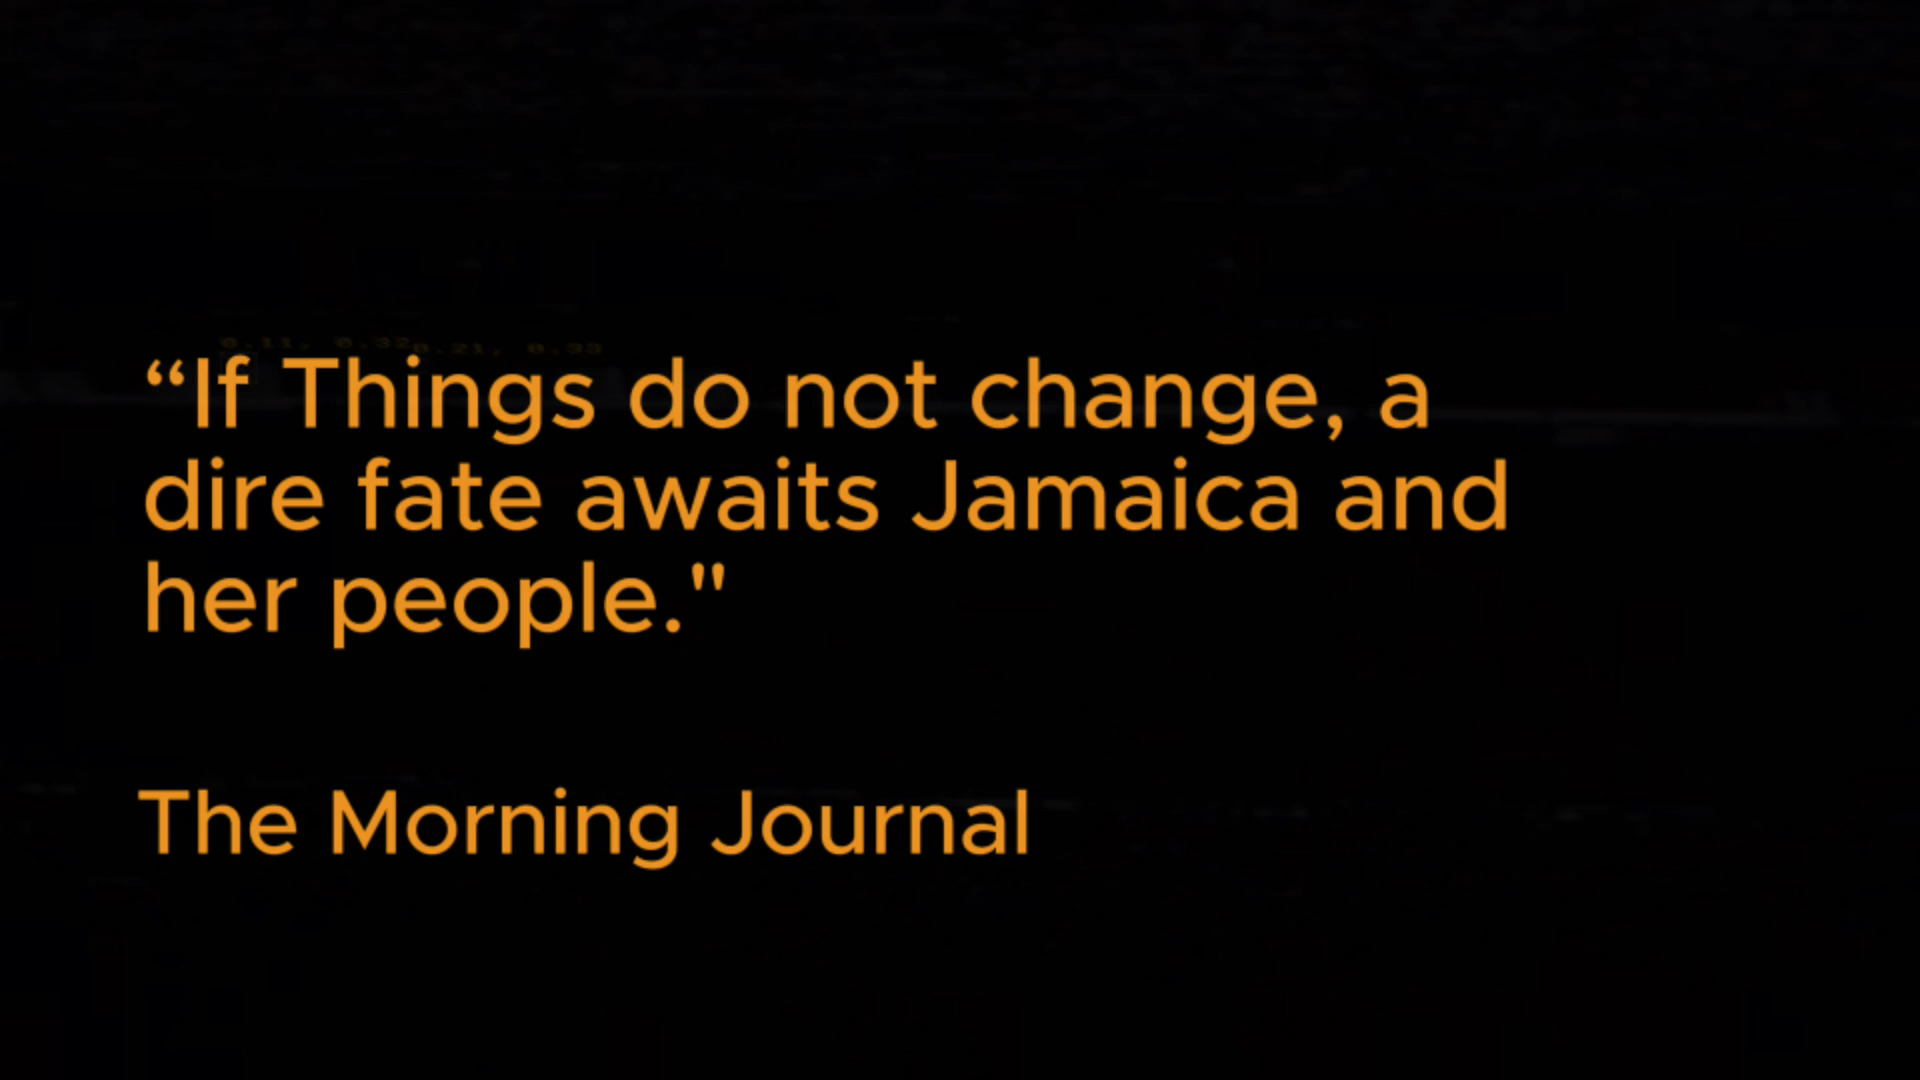 “If Things do not change, a
dire fate awaits Jamaica and
her people."
The Morning Journal